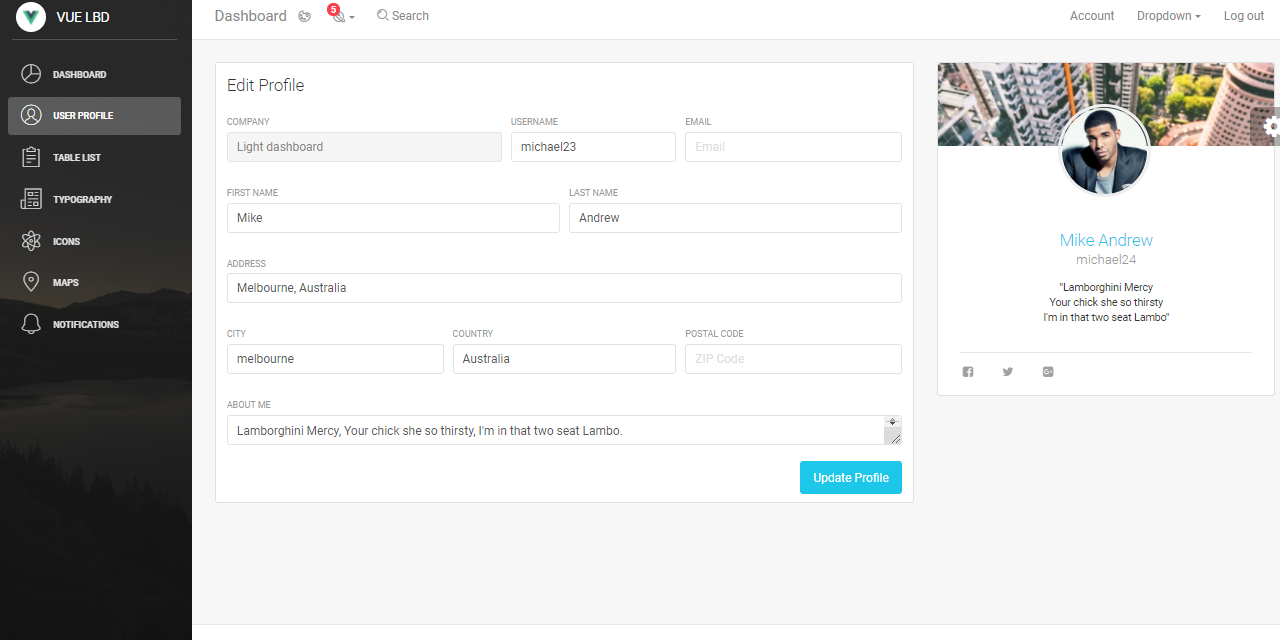 VUE LBD
DASHBOARD
USER PROFILE
TABLE LIST
TYPOGRAPHY
ICONS
MAPS
NOTIFICATIONS
Dashboard 5 Search Account Dropdown Log out
Edit Profile
COMPANY USERNAME EMAIL
Light dashboard michael23 Email
FIRST NAME LAST NAME
Mike Andrew
ADDRESS
Melbourne, Australia
CITY COUNTRY POSTAL CODE
melbourne Australia ZIP Code
ABOUT ME
Lamborghini Mercy, Your chick she so thirsty, I'm in that two seat Lambo.
Update Profile
Mike Andrew
michael24
"Lamborghini Mercy
Your chick she so thirsty
I'm in that two seat Lambo"